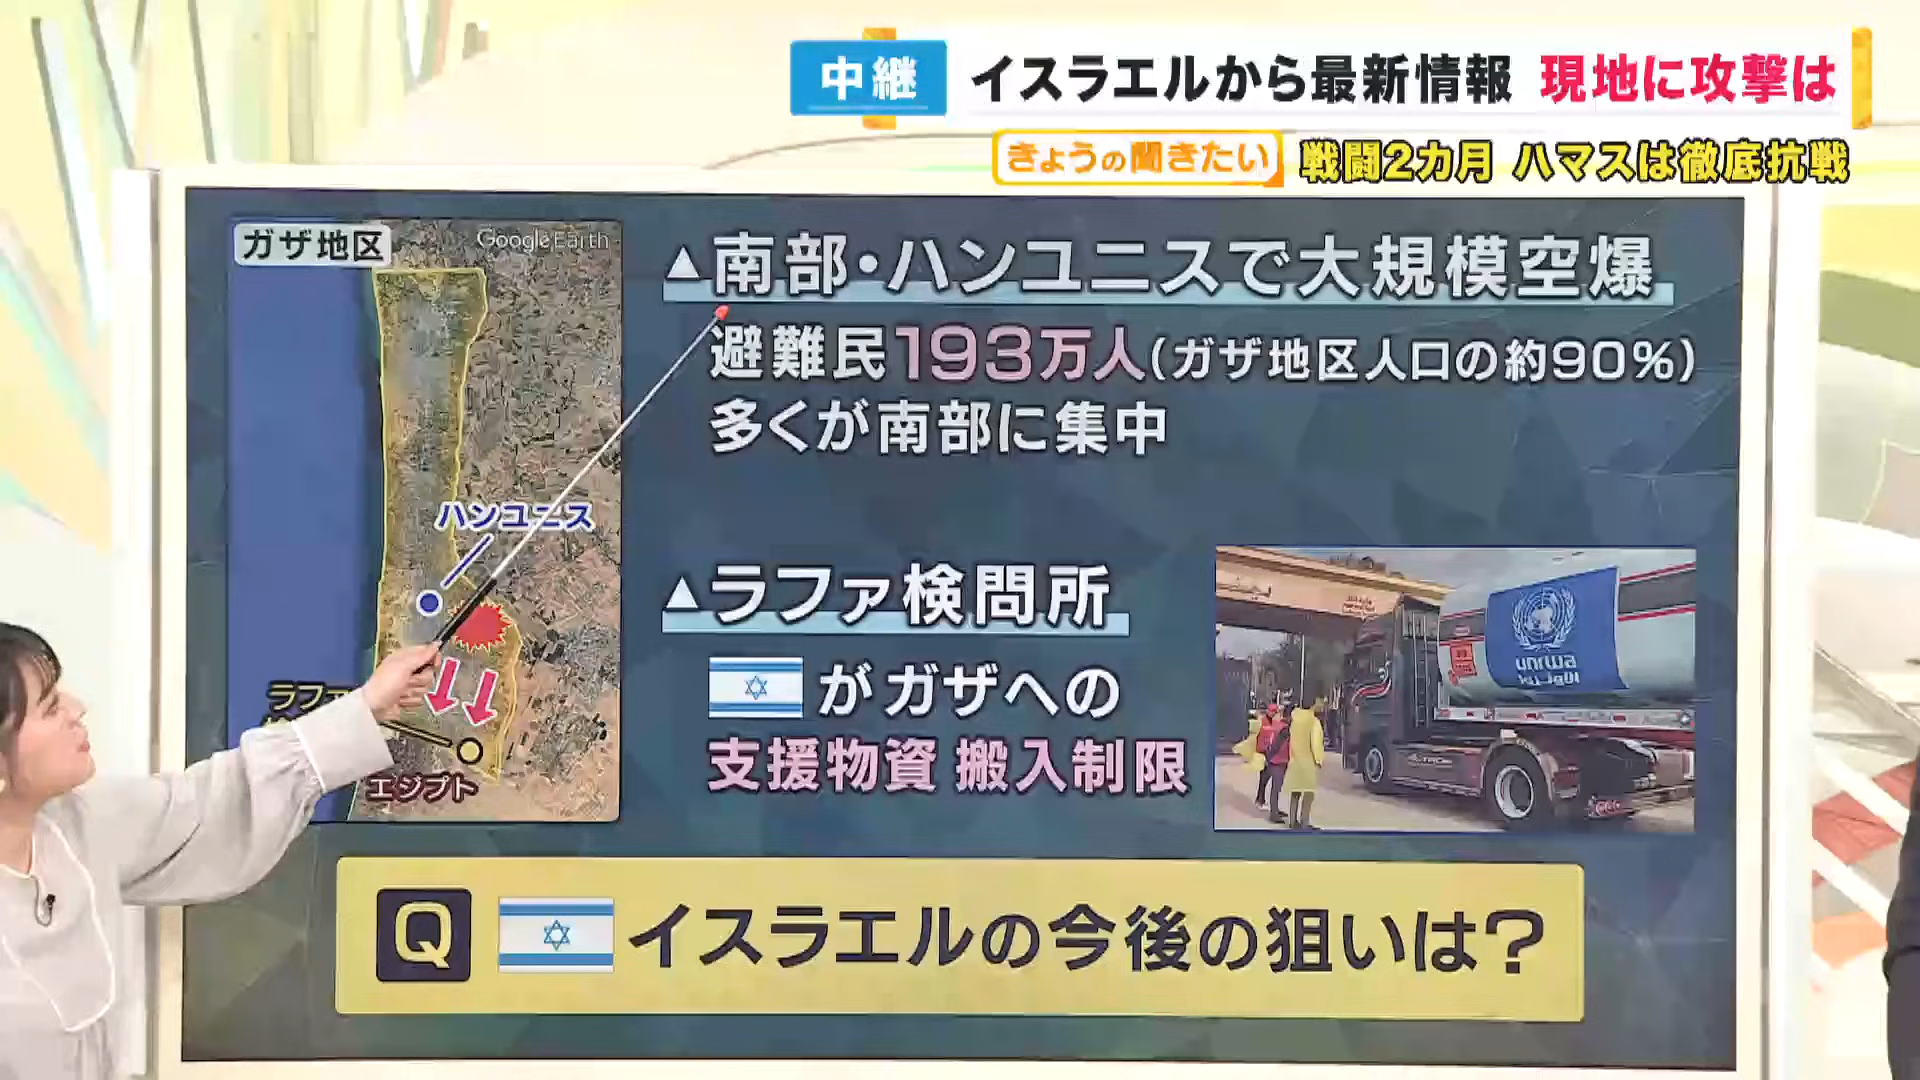 中継
イスラエルから最新情報 現地に攻撃は
きょうの聞きたい
戦闘2カ月 ハマスは徹底抗戦
ガザ地区
Google Earth
ハンユニス
ラファ
エジプト
▲南部・ハンユニスで大規模空爆
避難民193万人(ガザ地区人口の約90%)
多くが南部に集中
▲ラファ検問所
がガザへの
支援物資 搬入制限
unrwa
الأونروا
Q イスラエルの今後の狙いは?